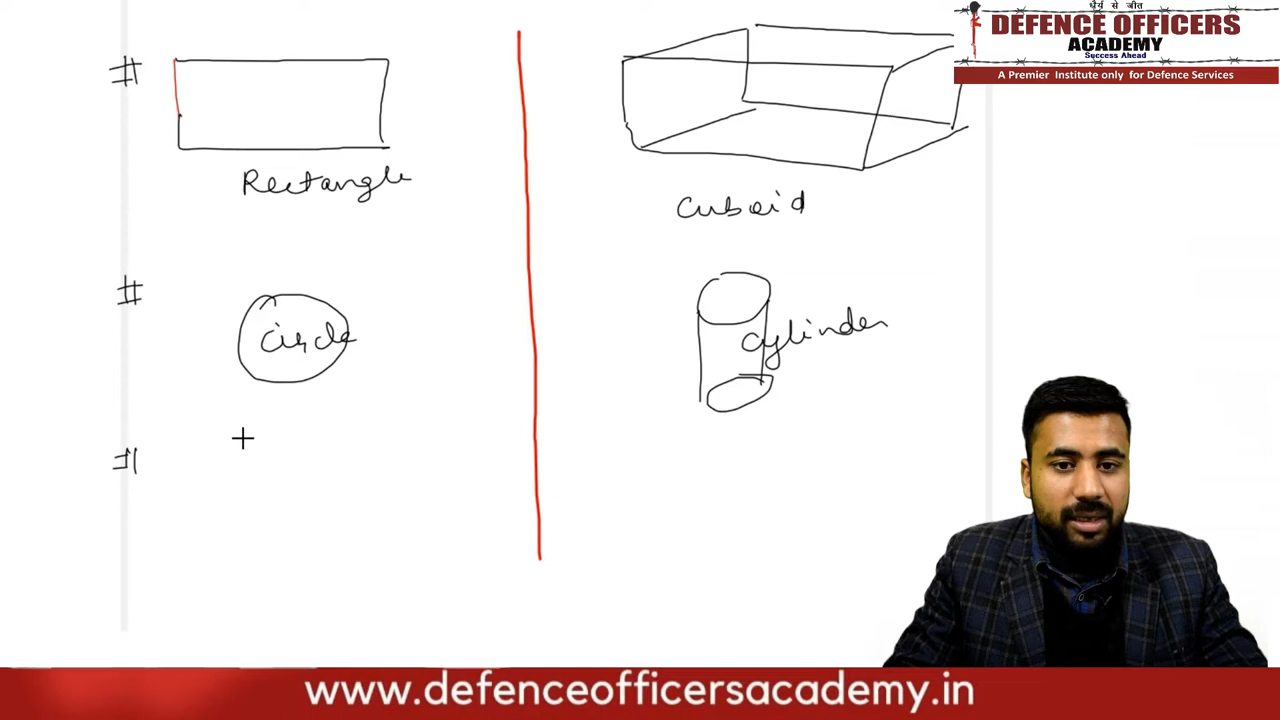 धैर्य से जीत
DEFENCE OFFICERS
ACADEMY
Success Ahead
A Premier Institute only for Defence Services
#
Rectangle
Cuboid
#
circle
cylinder
www.defenceofficersacademy.in